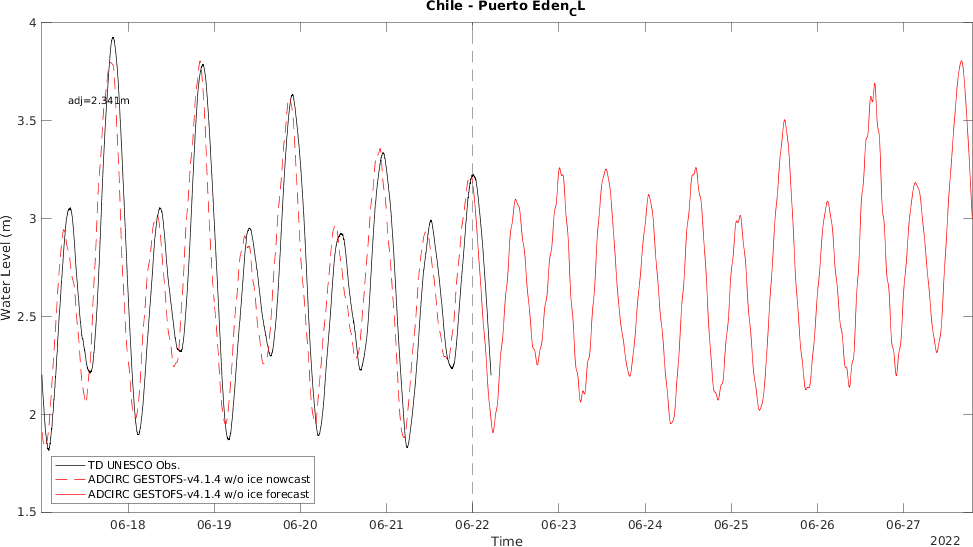 Chile - Puerto Eden_CL
4
3.5
3
2.5
2
1.5
Water Level (m)
adj=2.341m
TD UNESCO Obs.
ADCIRC GESTOFS-v4.1.4 w/o ice nowcast
ADCIRC GESTOFS-v4.1.4 w/o ice forecast
06-18 06-19 06-20 06-21 06-22 06-23 06-24 06-25 06-26 06-27
Time
2022